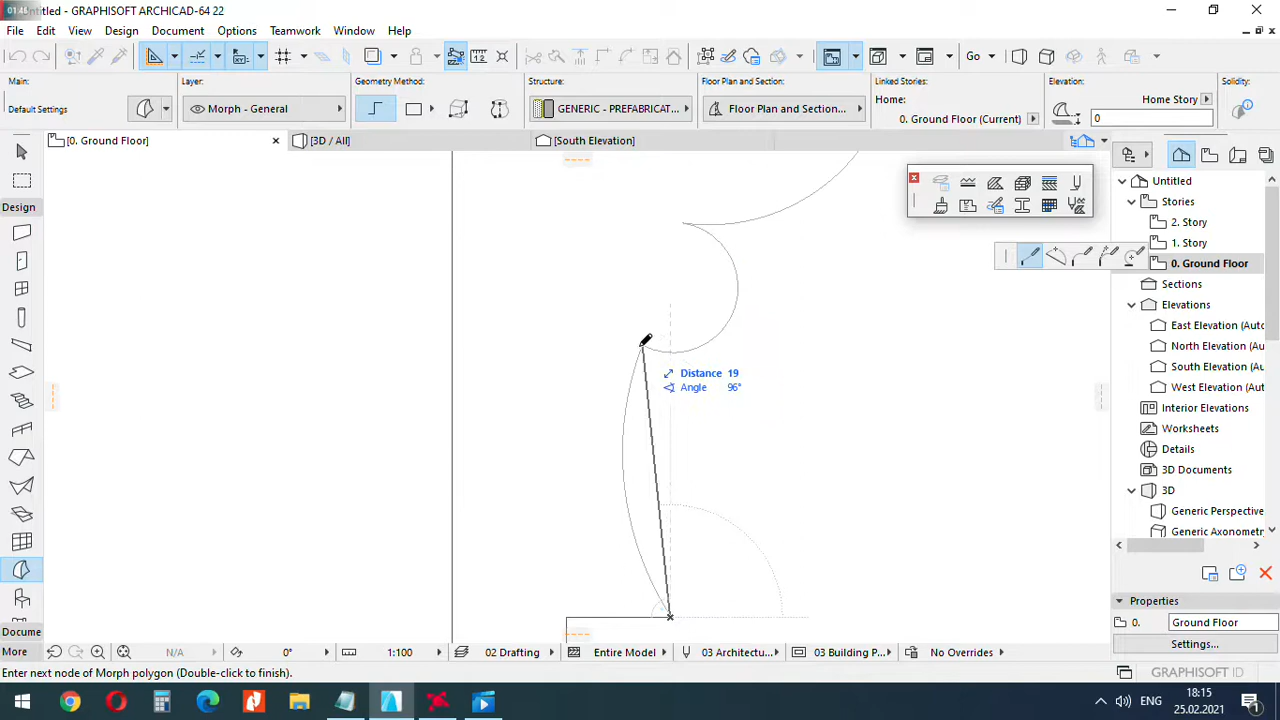 01:46
Untitled - GRAPHISOFT ARCHICAD-64 22
File Edit View Design Document Options Teamwork Window Help
Go
Main:
Layer:
Geometry Method:
Structure:
Floor Plan and Section:
Linked Stories:
Elevation:
Solidity:
Default Settings
Morph - General
GENERIC - PREFABRICAT...
Floor Plan and Section...
Home:
0. Ground Floor (Current)
Home Story
0
[0. Ground Floor]
[3D / All]
[South Elevation]
Design
Docume
More
Distance 19
Angle 96°
Untitled
Stories
2. Story
1. Story
0. Ground Floor
Sections
Elevations
East Elevation (Auto
North Elevation (Aut
South Elevation (Aut
West Elevation (Auto
Interior Elevations
Worksheets
Details
3D Documents
3D
Generic Perspective
Generic Axonometry
Properties
0.
Ground Floor
Settings...
N/A
0°
1:100
02 Drafting
Entire Model
03 Architectu...
03 Building P...
No Overrides
Enter next node of Morph polygon (Double-click to finish).
GRAPHISOFT ID
ENG
18:15
25.02.2021
1